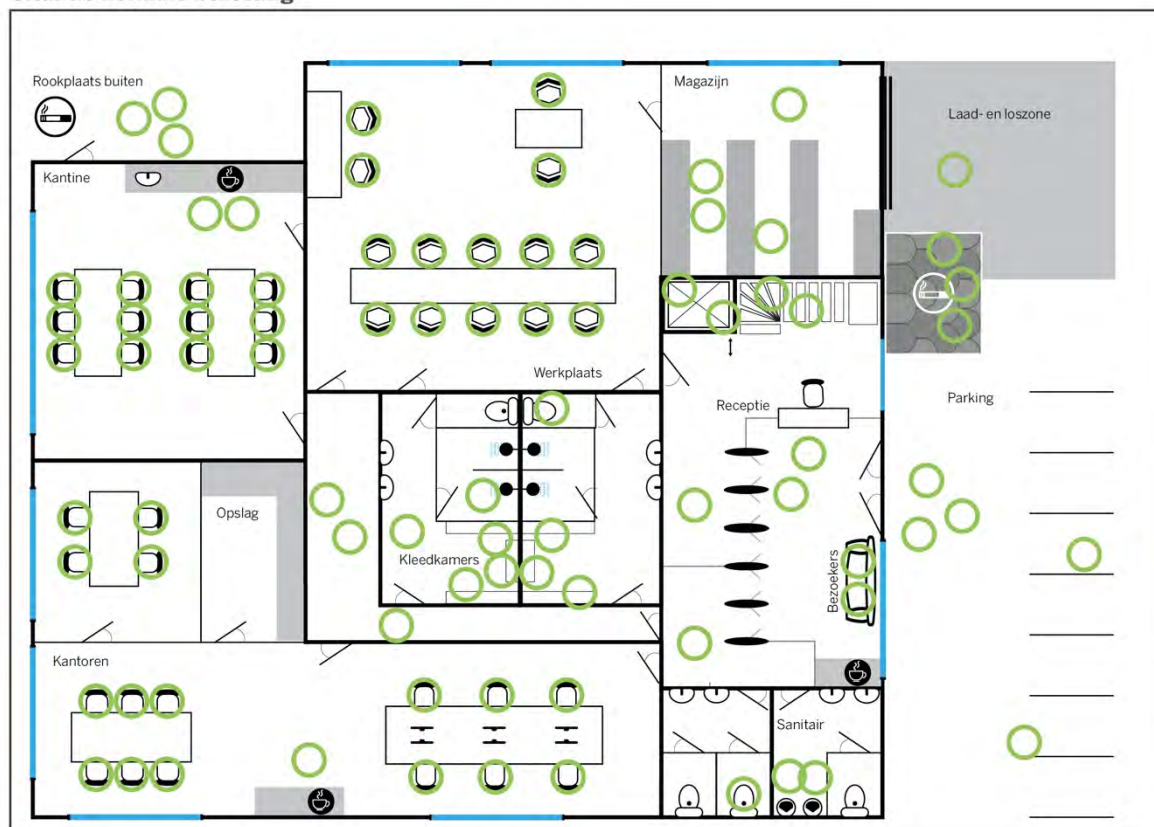 Rookplaats buiten
Magazijn
Laad- en loszone
Kantine
Werkplaats
Receptie
Parking
Opslag
Kleedkamers
Bezoekers
Kantoren
Sanitair